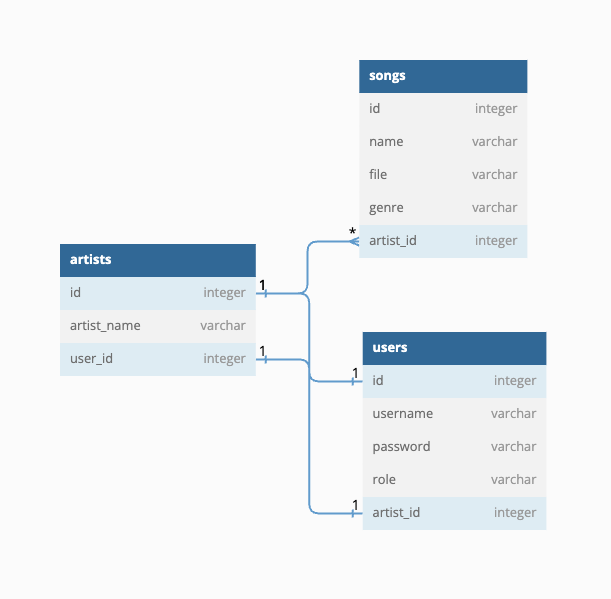 songs
id integer
name varchar
file varchar
genre varchar
* artist_id integer
artists
id integer 1
artist_name varchar
user_id integer 1
users
1 id integer
username varchar
password varchar
role varchar
1 artist_id integer